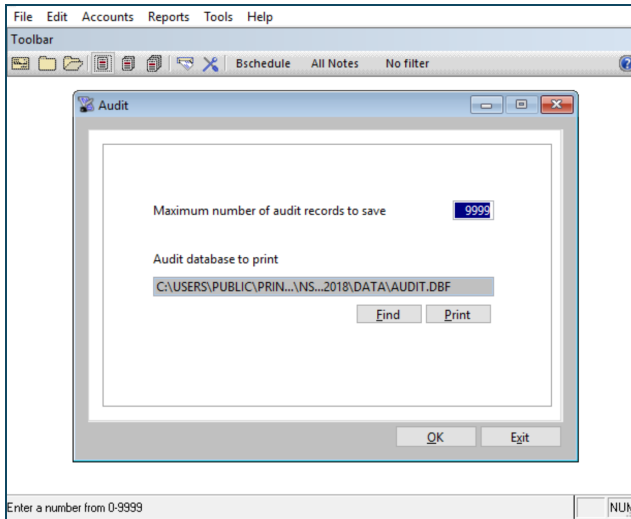 File Edit Accounts Reports Tools Help
Toolbar
Bschedule All Notes No filter
Audit
Maximum number of audit records to save 9999
Audit database to print
C:\USERS\PUBLIC\PRIN...\NS...2018\DATA\AUDIT.DBF
Find Print
OK Exit
Enter a number from 0-9999